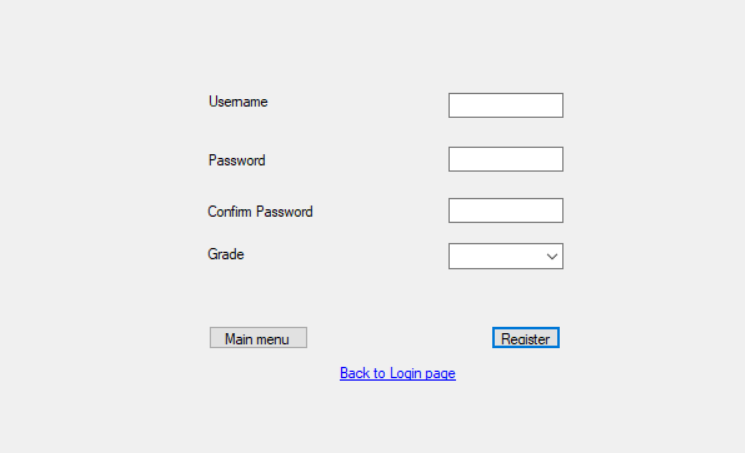 Username
Password
Confirm Password
Grade
Main menu
Register
Back to Login page